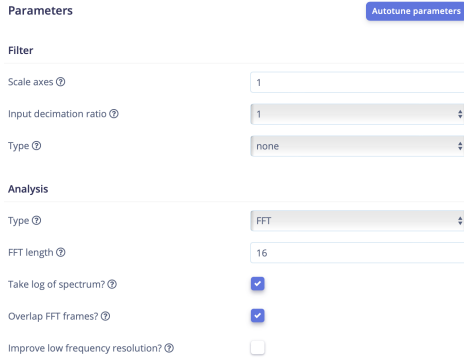 Parameters
Autotune parameters
Filter
Scale axes ?
1
Input decimation ratio ?
1
Type ?
none
Analysis
Type ?
FFT
FFT length ?
16
Take log of spectrum? ?
Overlap FFT frames? ?
Improve low frequency resolution? ?